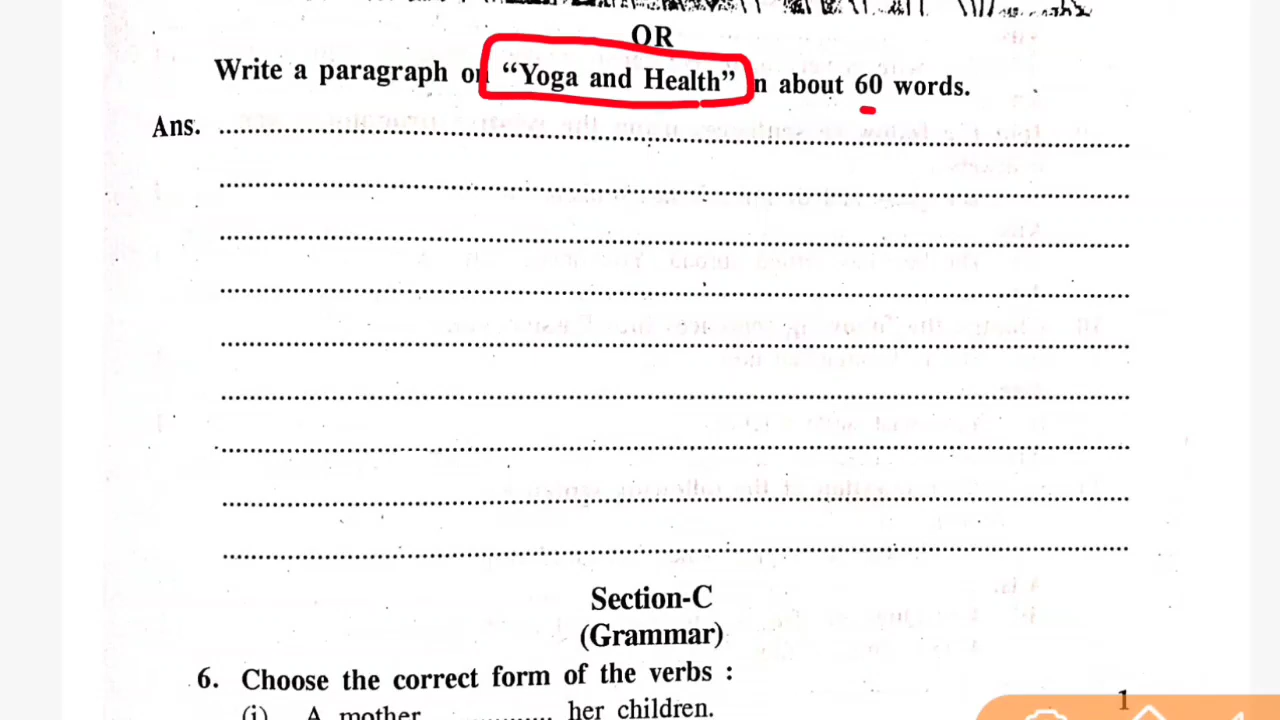 OR
Write a paragraph on “Yoga and Health” in about 60 words.
Ans. ............................................................
Section-C
(Grammar)
6. Choose the correct form of the verbs :
1
(i) A mother ............ her children.